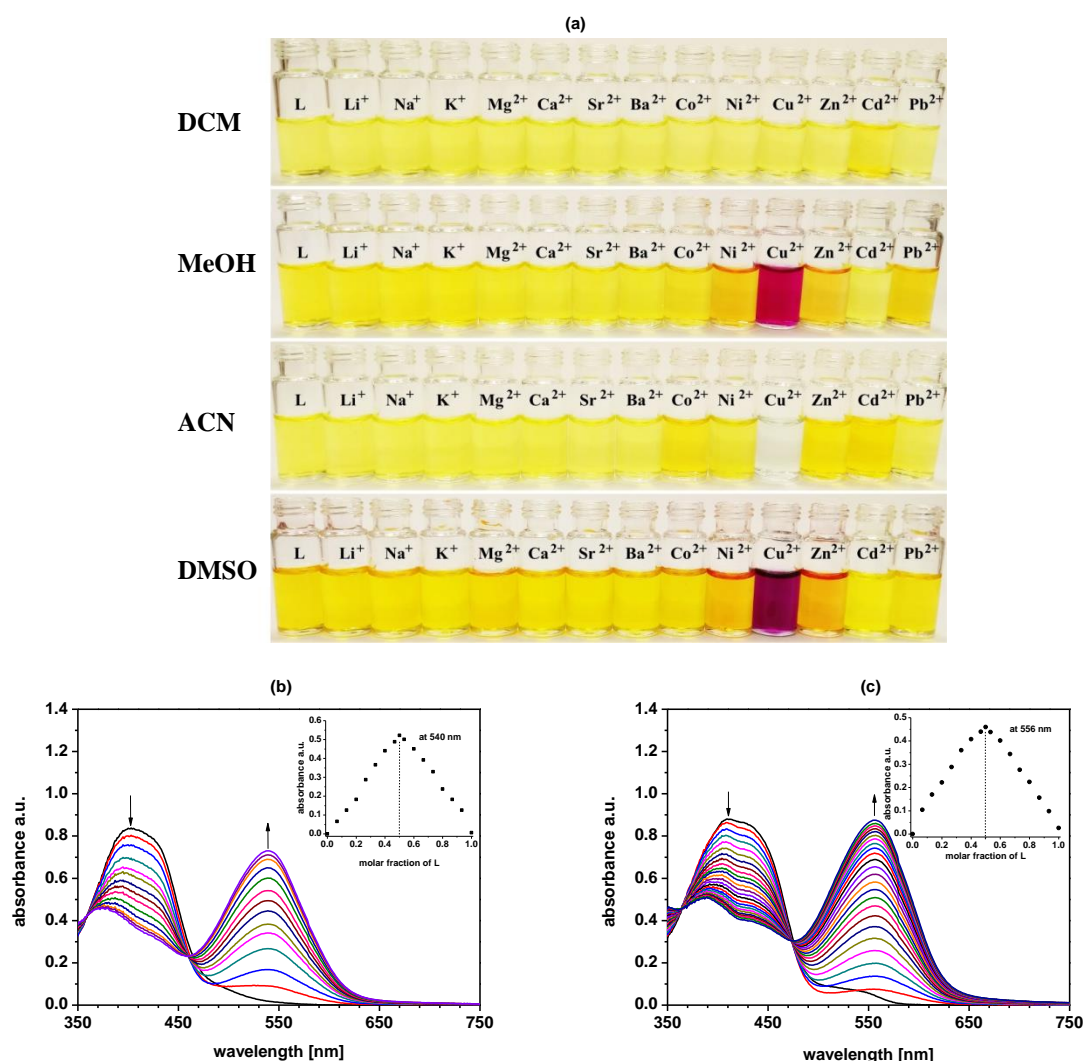 (a)
DCM
L Li⁺ Na⁺ K⁺ Mg²⁺ Ca²⁺ Sr²⁺ Ba²⁺ Co²⁺ Ni²⁺ Cu²⁺ Zn²⁺ Cd²⁺ Pb²⁺
MeOH
L Li⁺ Na⁺ K⁺ Mg²⁺ Ca²⁺ Sr²⁺ Ba²⁺ Co²⁺ Ni²⁺ Cu²⁺ Zn²⁺ Cd²⁺ Pb²⁺
ACN
L Li⁺ Na⁺ K⁺ Mg²⁺ Ca²⁺ Sr²⁺ Ba²⁺ Co²⁺ Ni²⁺ Cu²⁺ Zn²⁺ Cd²⁺ Pb²⁺
DMSO
L Li⁺ Na⁺ K⁺ Mg²⁺ Ca²⁺ Sr²⁺ Ba²⁺ Co²⁺ Ni²⁺ Cu²⁺ Zn²⁺ Cd²⁺ Pb²⁺
(b)
absorbance a.u.
1.4
1.2
1.0
0.8
0.6
0.4
0.2
0.0
350 450 550 650 750
wavelength [nm]
absorbance a.u.
0.6
0.5
0.4
0.3
0.2
0.1
0.0
at 540 nm
0.0 0.2 0.4 0.6 0.8 1.0
molar fraction of L
(c)
absorbance a.u.
1.4
1.2
1.0
0.8
0.6
0.4
0.2
0.0
350 450 550 650 750
wavelength [nm]
absorbance a.u.
0.5
0.4
0.3
0.2
0.1
0.0
at 556 nm
0.0 0.2 0.4 0.6 0.8 1.0
molar fraction of L